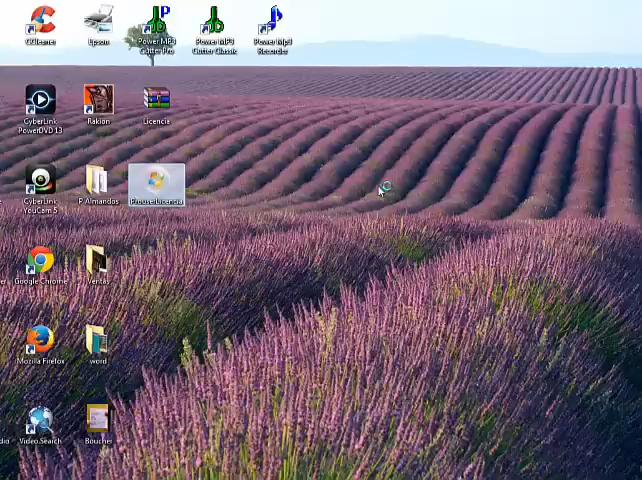 CCleaner
Epson
Power MP3 Cutter Pro
Power MP3 Cutter Classic
Power Mp3 Recorder
CyberLink PowerDVD 13
Rakion
Licencia
CyberLink YouCam 5
P Almandos
Google Chrome
Ventas
Mozilla Firefox
word
dio
Video.Search
Boucher